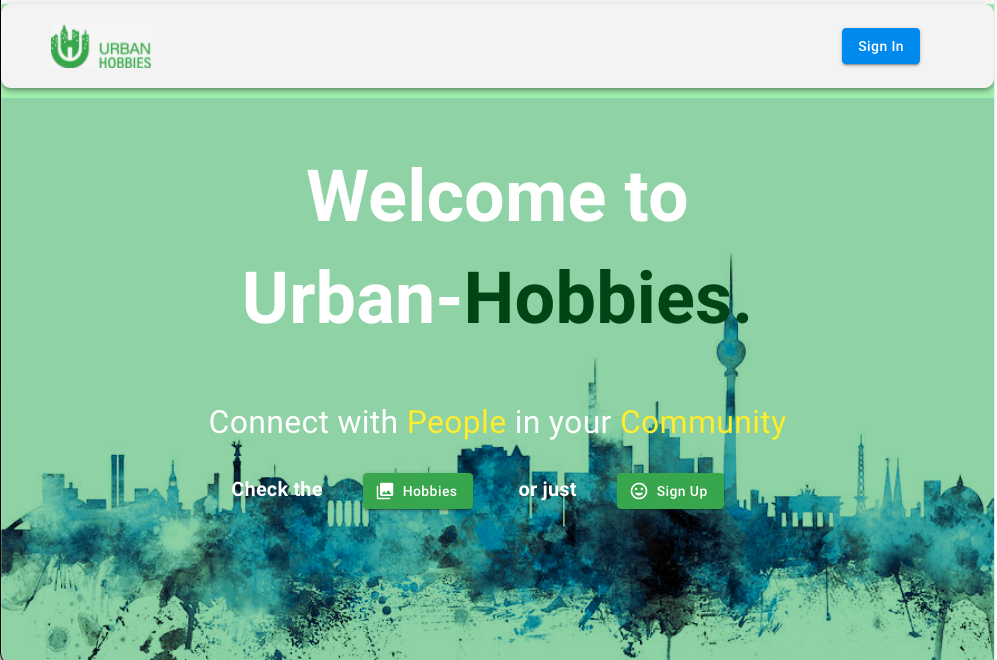 URBAN
HOBBIES
Sign In
Welcome to
Urban-Hobbies.
Connect with People in your Community
Check the Hobbies or just Sign Up